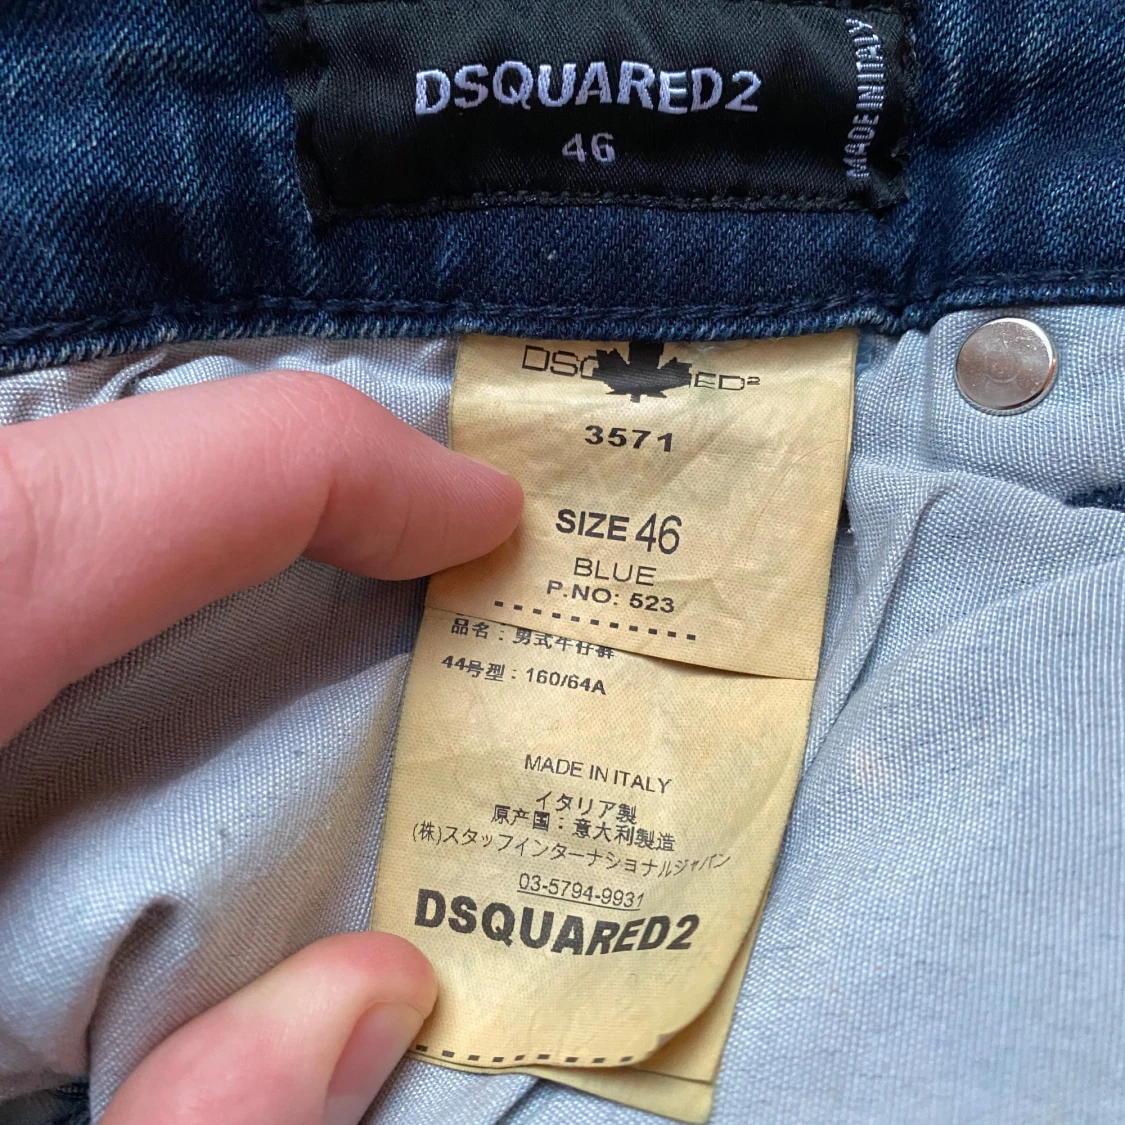 DSQUARED2
46
MADE IN ITALY
3571
SIZE 46
BLUE
P.NO: 523
品名：男式牛仔裤
44号型：160/64A
MADE IN ITALY
イタリア製
原产国：意大利製造
(株)スタッフインターナショナルジャパン
03-5794-9931
DSQUARED2